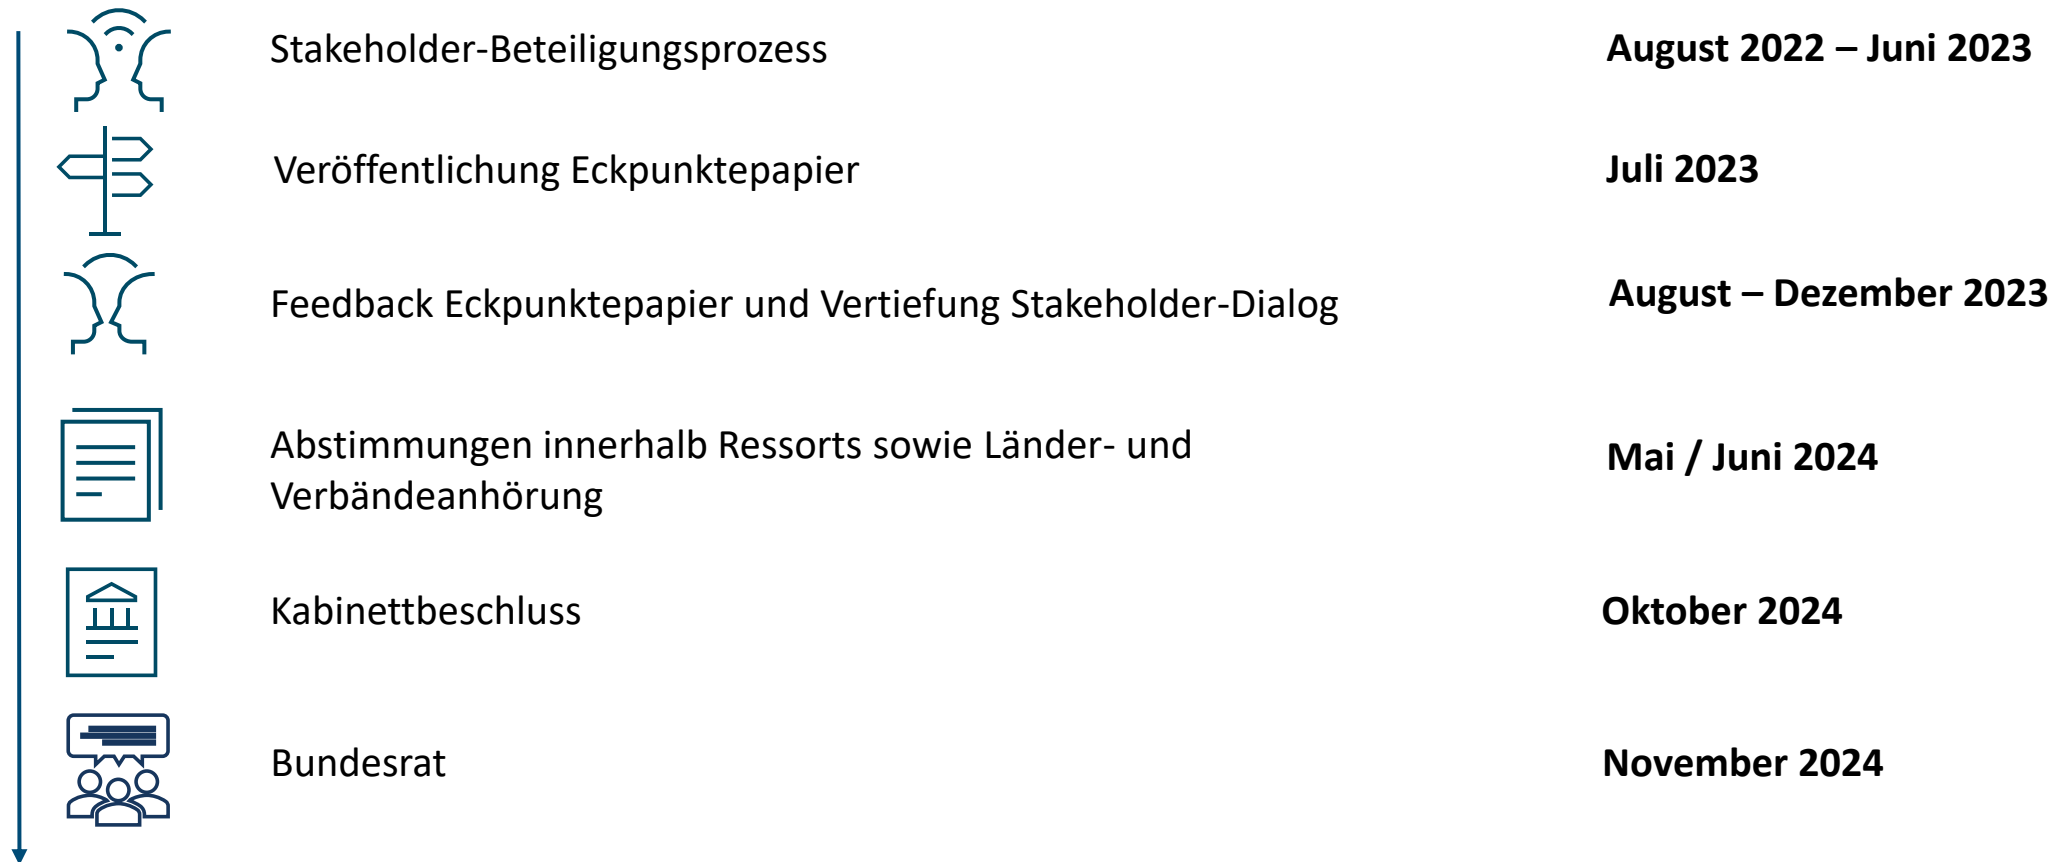 Stakeholder-Beteiligungsprozess
August 2022 – Juni 2023
Veröffentlichung Eckpunktepapier
Juli 2023
Feedback Eckpunktepapier und Vertiefung Stakeholder-Dialog
August – Dezember 2023
Abstimmungen innerhalb Ressorts sowie Länder- und
Verbändeanhörung
Mai / Juni 2024
Kabinettbeschluss
Oktober 2024
Bundesrat
November 2024